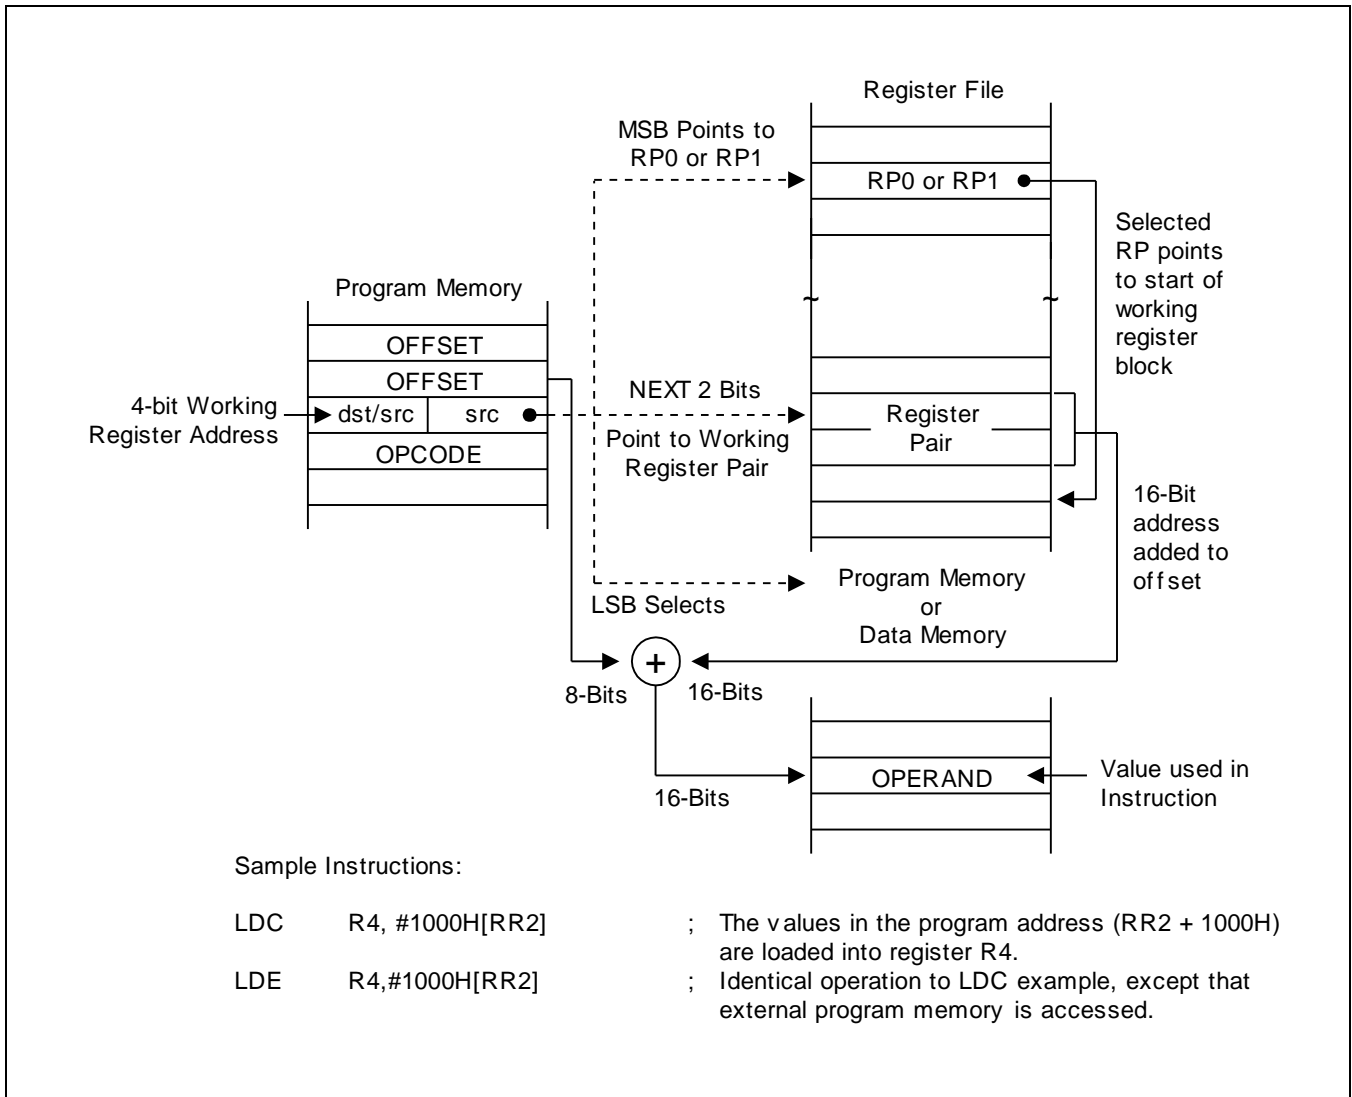 Register File
MSB Points to
RP0 or RP1
RP0 or RP1
Selected
RP points
to start of
working
register
block
Program Memory
OFFSET
OFFSET
4-bit Working
Register Address
dst/src
src
OPCODE
NEXT 2 Bits
Point to Working
Register Pair
Register
Pair
16-Bit
address
added to
offset
LSB Selects
Program Memory
or
Data Memory
+
8-Bits
16-Bits
16-Bits
OPERAND
Value used in
Instruction
~
~
Sample Instructions:
LDC R4, #1000H[RR2] ; The values in the program address (RR2 + 1000H)
are loaded into register R4.
LDE R4,#1000H[RR2] ; Identical operation to LDC example, except that
external program memory is accessed.